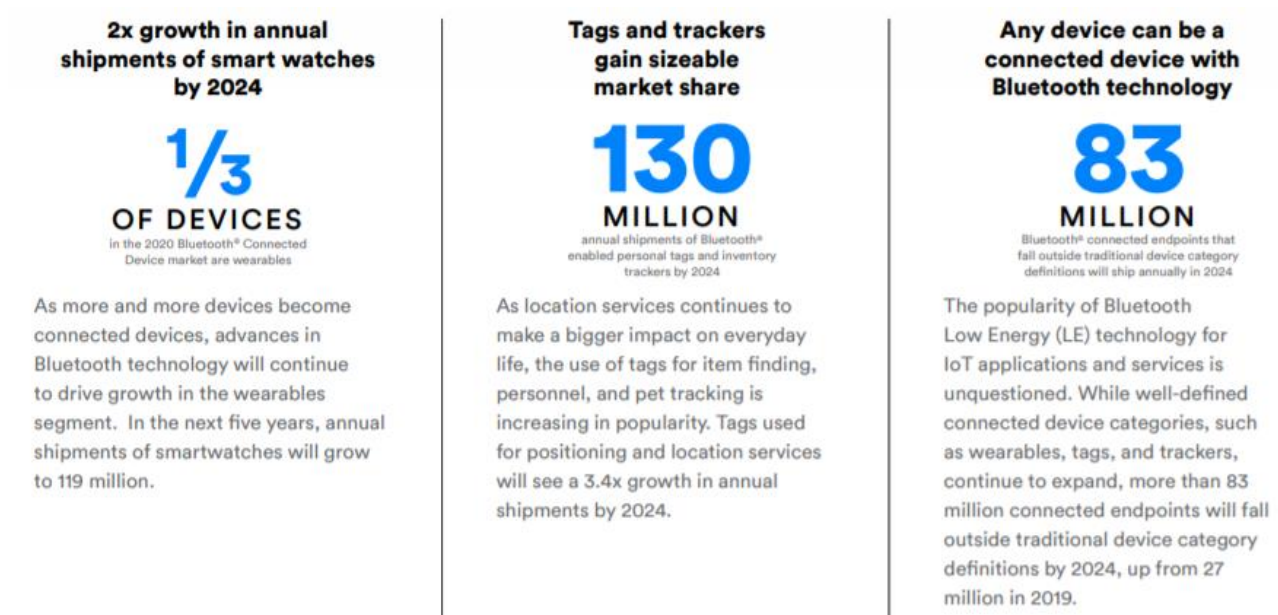 2x growth in annual
shipments of smart watches
by 2024
1/3
OF DEVICES
in the 2020 Bluetooth® Connected
Device market are wearables
As more and more devices become
connected devices, advances in
Bluetooth technology will continue
to drive growth in the wearables
segment.  In the next five years, annual
shipments of smartwatches will grow
to 119 million.
Tags and trackers
gain sizeable
market share
130
MILLION
annual shipments of Bluetooth®
enabled personal tags and inventory
trackers by 2024
As location services continues to
make a bigger impact on everyday
life, the use of tags for item finding,
personnel, and pet tracking is
increasing in popularity. Tags used
for positioning and location services
will see a 3.4x growth in annual
shipments by 2024.
Any device can be a
connected device with
Bluetooth technology
83
MILLION
Bluetooth® connected endpoints that
fall outside traditional device category
definitions will ship annually in 2024
The popularity of Bluetooth
Low Energy (LE) technology for
IoT applications and services is
unquestioned. While well-defined
connected device categories, such
as wearables, tags, and trackers,
continue to expand, more than 83
million connected endpoints will fall
outside traditional device category
definitions by 2024, up from 27
million in 2019.